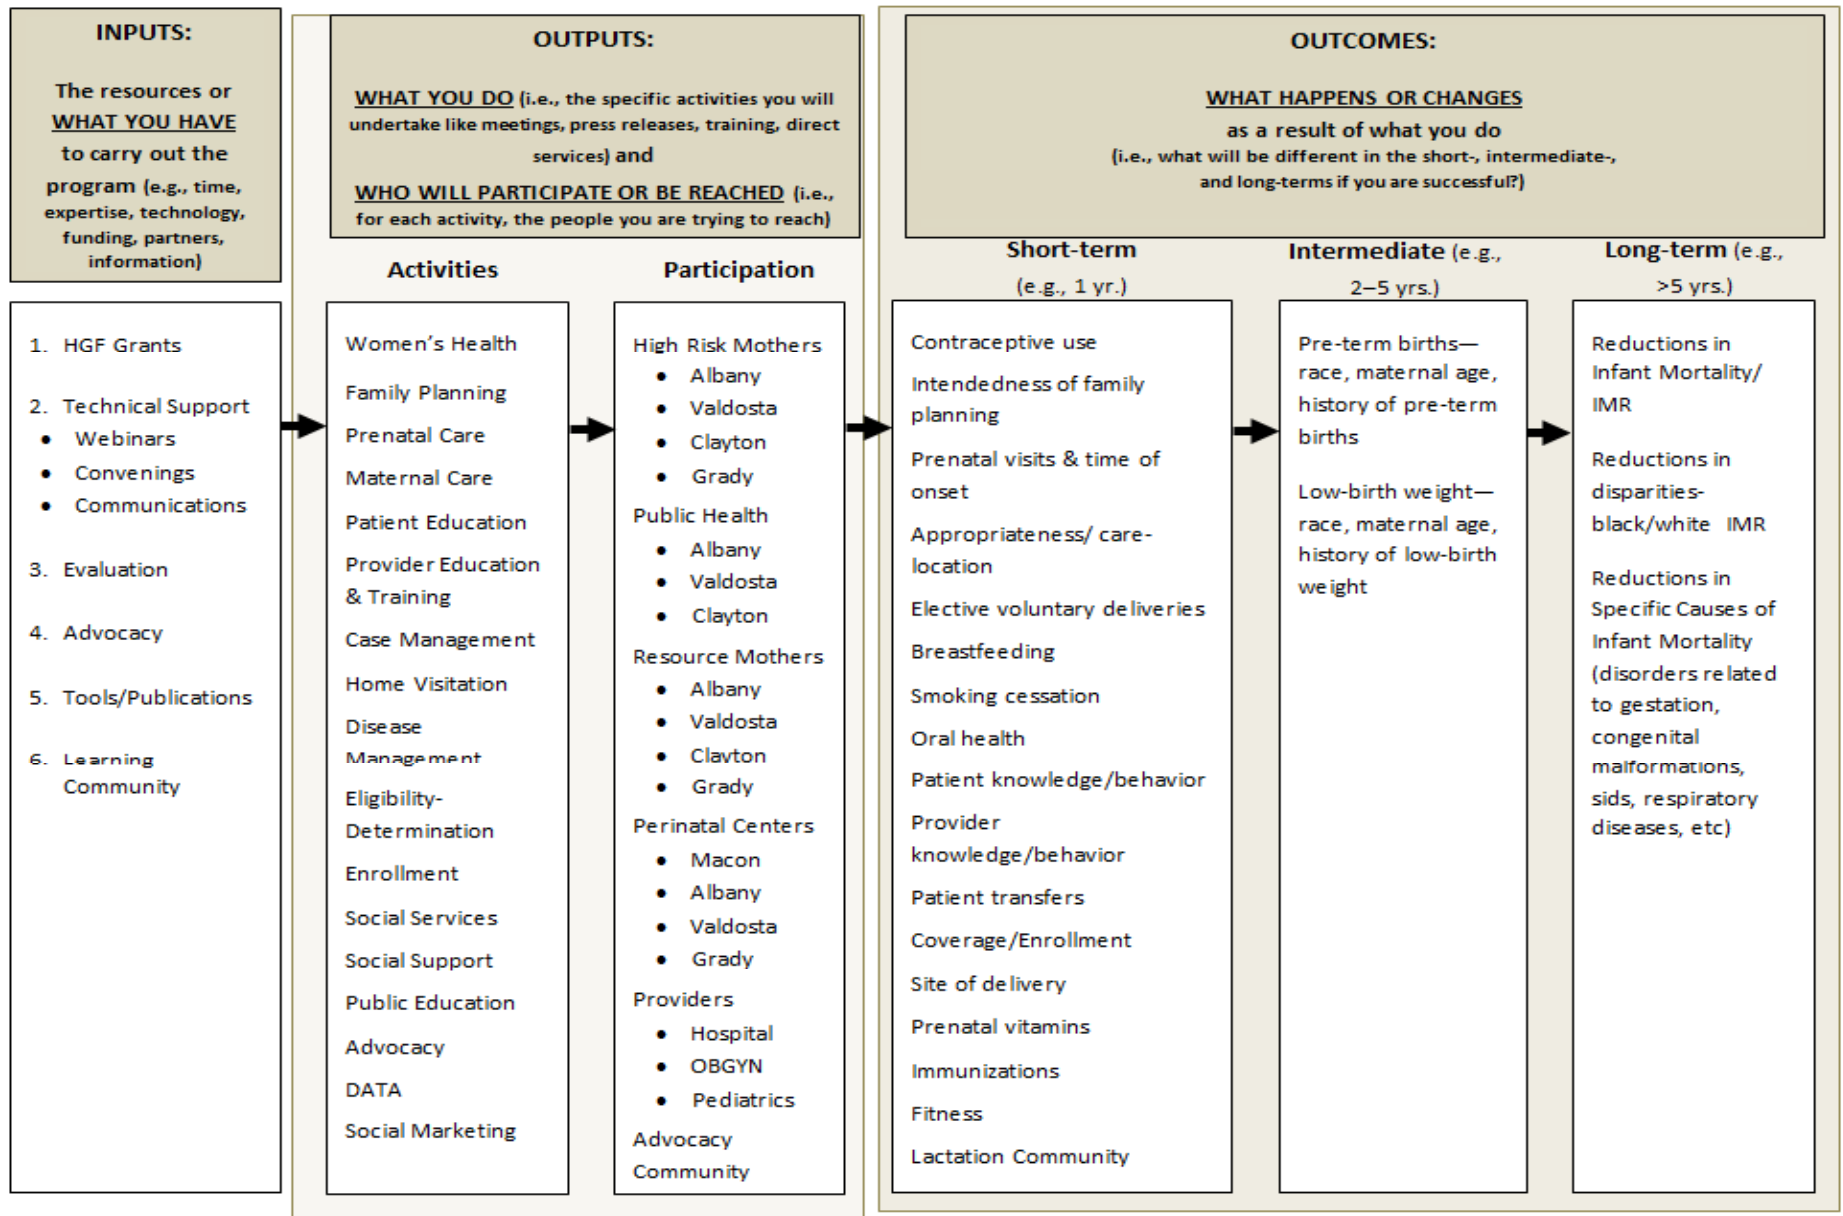 INPUTS:
The resources or
WHAT YOU HAVE
to carry out the
program (e.g., time,
expertise, technology,
funding, partners,
information)
OUTPUTS:
WHAT YOU DO (i.e., the specific activities you will
undertake like meetings, press releases, training, direct
services) and
WHO WILL PARTICIPATE OR BE REACHED (i.e.,
for each activity, the people you are trying to reach)
OUTCOMES:
WHAT HAPPENS OR CHANGES
as a result of what you do
(i.e., what will be different in the short-, intermediate-,
and long-terms if you are successful?)
Activities
Participation
Short-term
(e.g., 1 yr.)
Intermediate (e.g.,
2–5 yrs.)
Long-term (e.g.,
>5 yrs.)
1. HGF Grants
2. Technical Support
• Webinars
• Convenings
• Communications
3. Evaluation
4. Advocacy
5. Tools/Publications
6. Learning
Community
Women's Health
Family Planning
Prenatal Care
Maternal Care
Patient Education
Provider Education
& Training
Case Management
Home Visitation
Disease
Management
Eligibility-
Determination
Enrollment
Social Services
Social Support
Public Education
Advocacy
DATA
Social Marketing
High Risk Mothers
• Albany
• Valdosta
• Clayton
• Grady
Public Health
• Albany
• Valdosta
• Clayton
Resource Mothers
• Albany
• Valdosta
• Clayton
• Grady
Perinatal Centers
• Macon
• Albany
• Valdosta
• Grady
Providers
• Hospital
• OBGYN
• Pediatrics
Advocacy
Community
Contraceptive use
Intendedness of family
planning
Prenatal visits & time of
onset
Appropriateness/ care-
location
Elective voluntary deliveries
Breastfeeding
Smoking cessation
Oral health
Patient knowledge/behavior
Provider
knowledge/behavior
Patient transfers
Coverage/Enrollment
Site of delivery
Prenatal vitamins
Immunizations
Fitness
Lactation Community
Pre-term births—
race, maternal age,
history of pre-term
births
Low-birth weight—
race, maternal age,
history of low-birth
weight
Reductions in
Infant Mortality/
IMR
Reductions in
disparities-
black/white IMR
Reductions in
Specific Causes of
Infant Mortality
(disorders related
to gestation,
congenital
malformations,
sids, respiratory
diseases, etc)